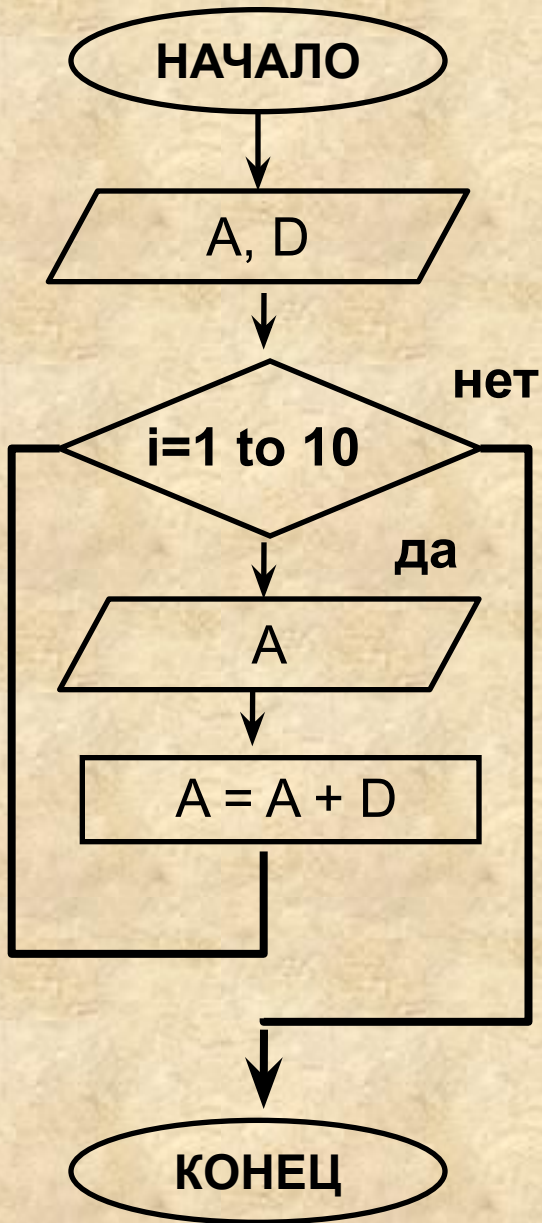 НАЧАЛО
A, D
нет
i=1 to 10
да
A
A = A + D
КОНЕЦ